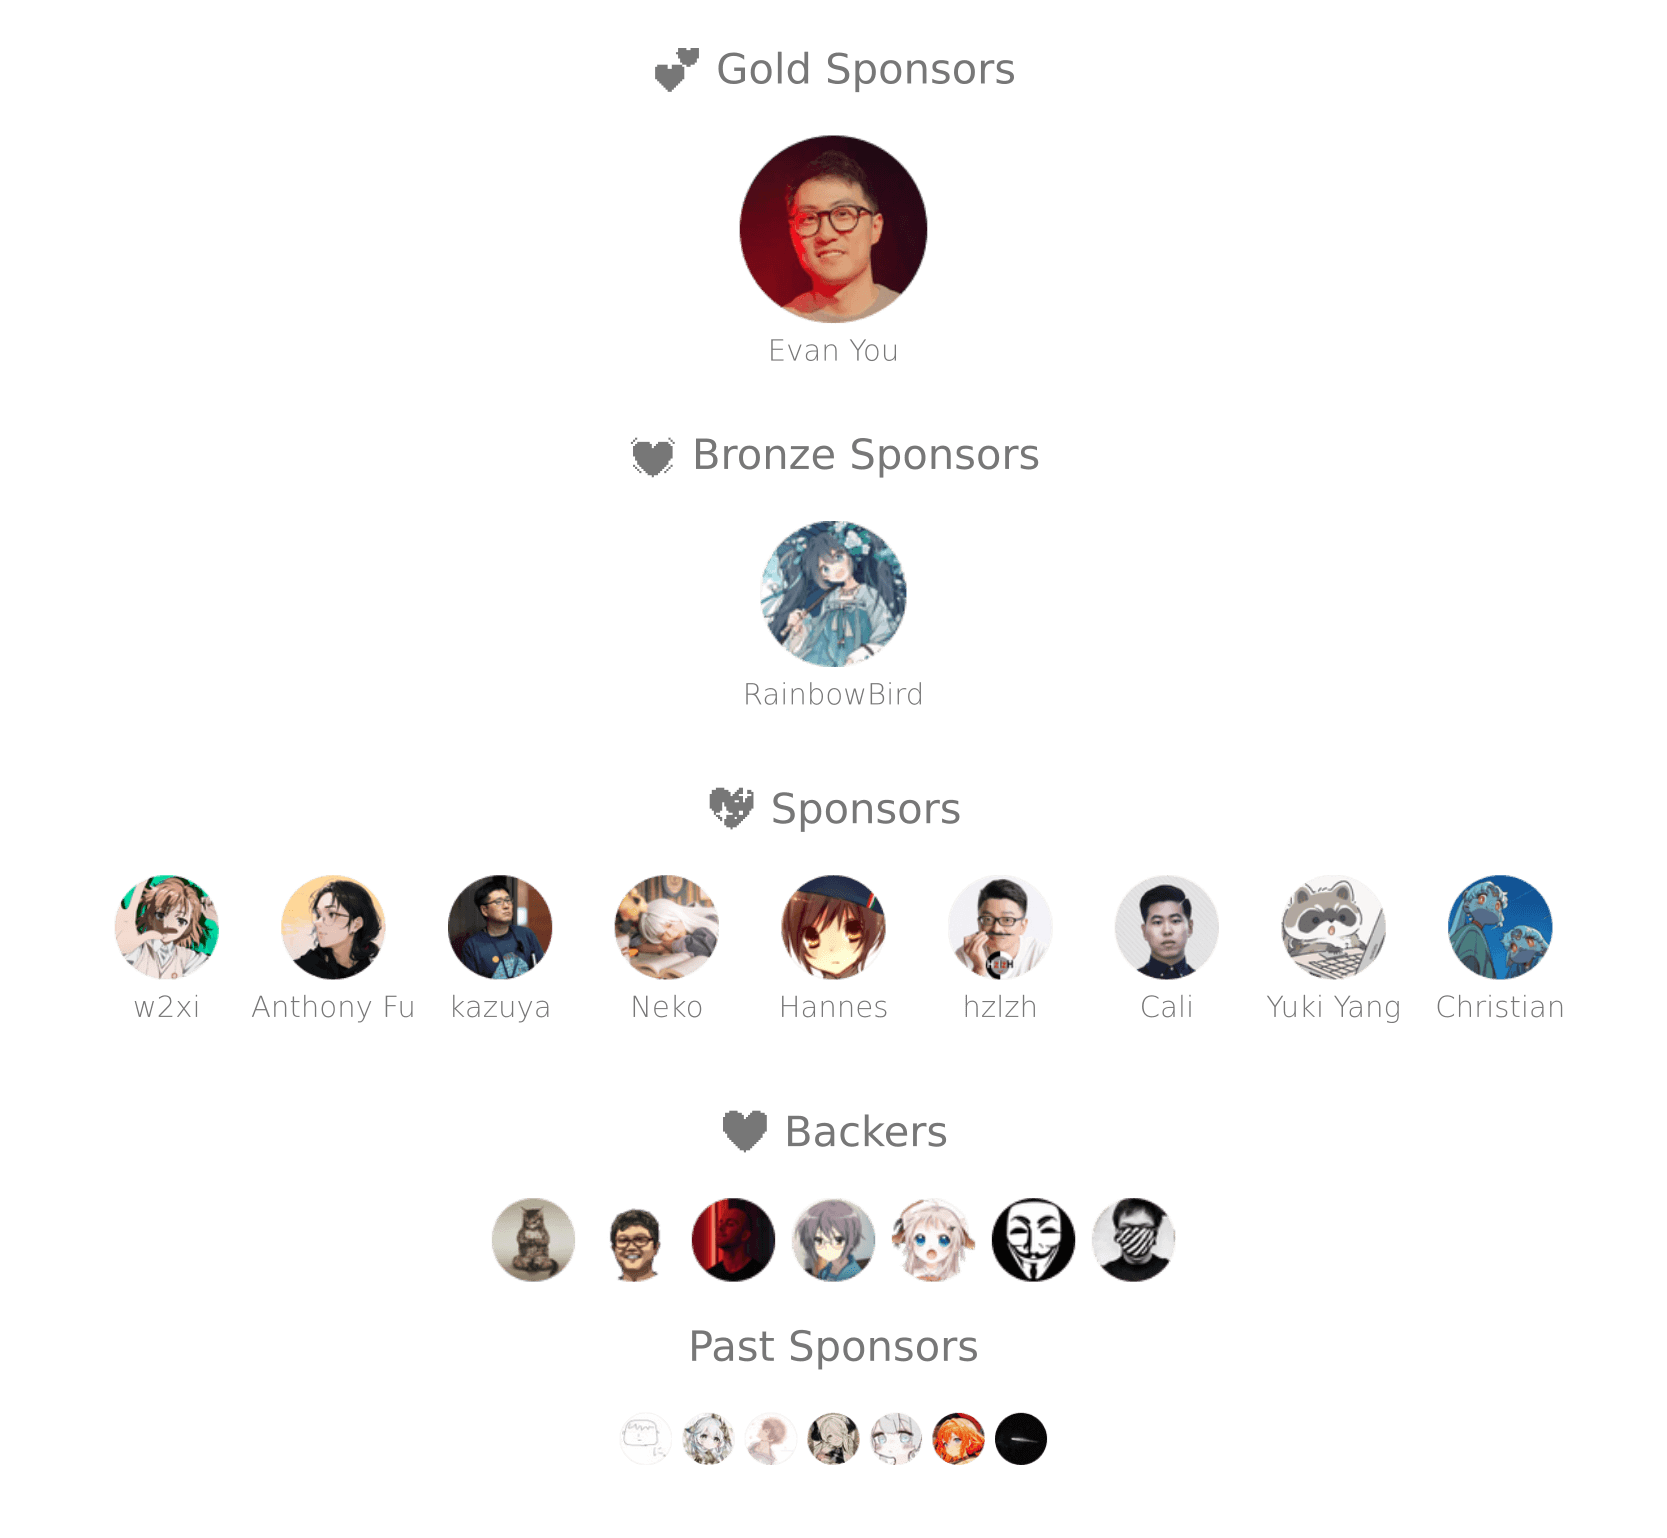 Gold Sponsors
Evan You
Bronze Sponsors
RainbowBird
Sponsors
w2xi Anthony Fu kazuya Neko Hannes hzlzh Cali Yuki Yang Christian
Backers
Past Sponsors